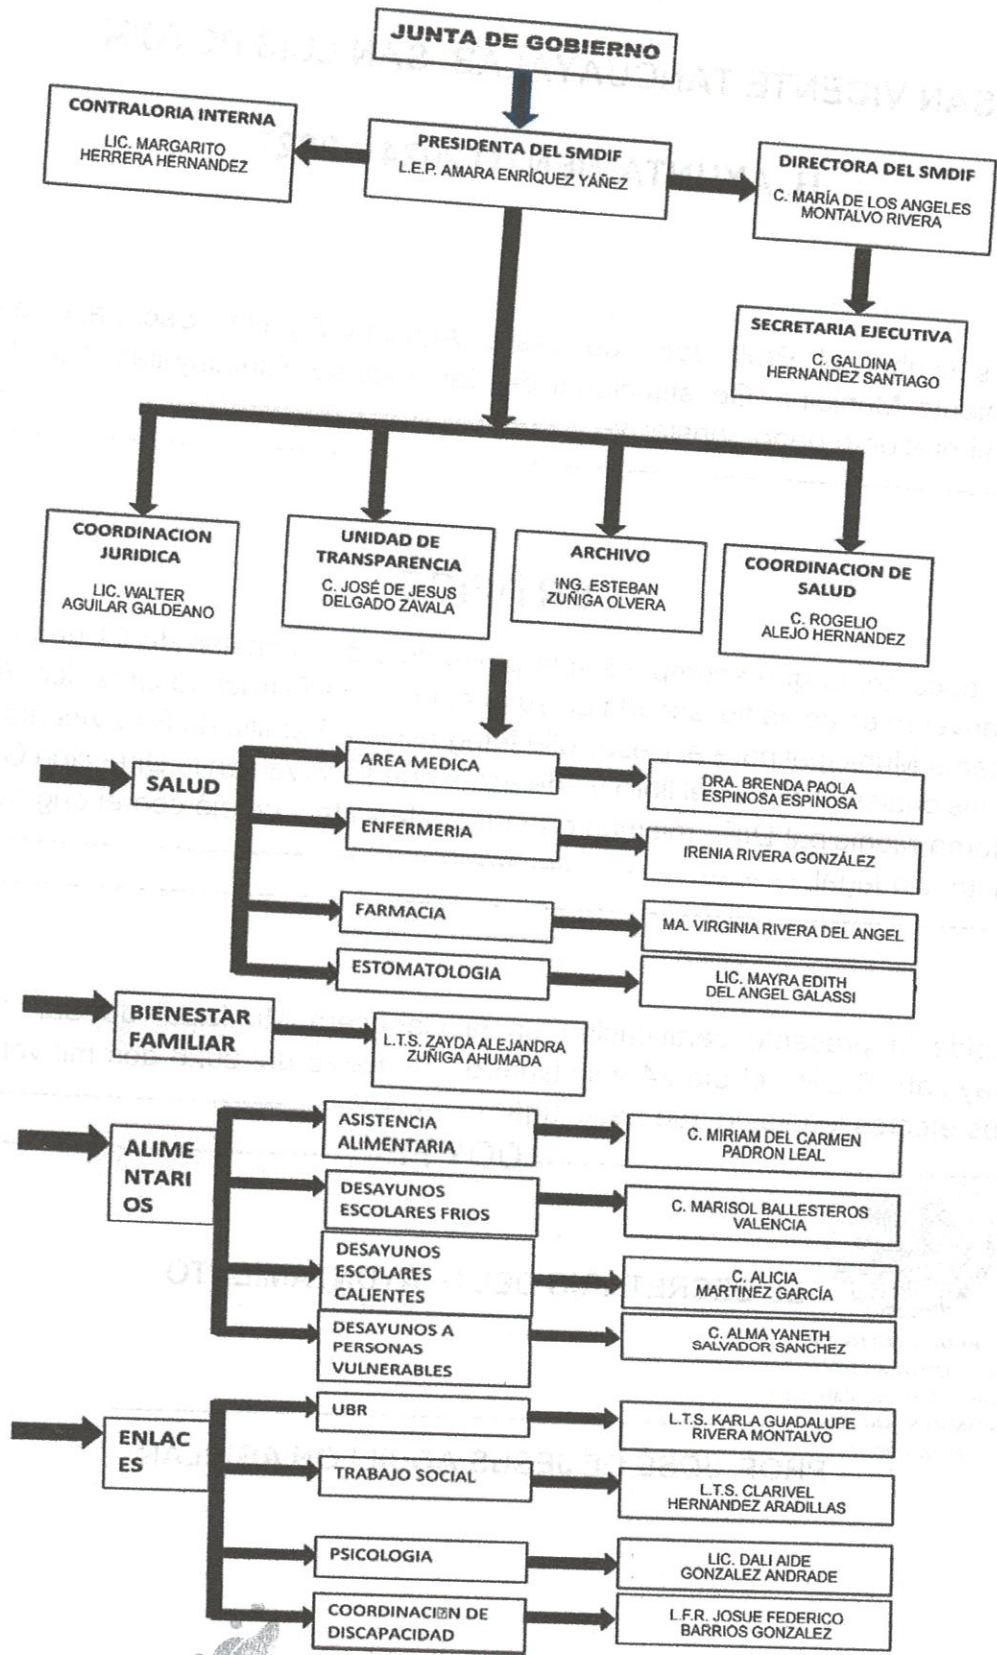 JUNTA DE GOBIERNO
CONTRALORIA INTERNA
LIC. MARGARITO
HERRERA HERNANDEZ
PRESIDENTA DEL SMDIF
L.E.P. AMARA ENRÍQUEZ YÁÑEZ
DIRECTORA DEL SMDIF
C. MARÍA DE LOS ANGELES
MONTALVO RIVERA
SECRETARIA EJECUTIVA
C. GALDINA
HERNANDEZ SANTIAGO
COORDINACION
JURIDICA
LIC. WALTER
AGUILAR GALDEANO
UNIDAD DE
TRANSPARENCIA
C. JOSÉ DE JESUS
DELGADO ZAVALA
ARCHIVO
ING. ESTEBAN
ZUÑIGA OLVERA
COORDINACION DE
SALUD
C. ROGELIO
ALEJO HERNANDEZ
SALUD
AREA MEDICA
DRA. BRENDA PAOLA
ESPINOSA ESPINOSA
ENFERMERIA
IRENIA RIVERA GONZÁLEZ
FARMACIA
MA. VIRGINIA RIVERA DEL ANGEL
ESTOMATOLOGIA
LIC. MAYRA EDITH
DEL ANGEL GALASSI
BIENESTAR
FAMILIAR
L.T.S. ZAYDA ALEJANDRA
ZUÑIGA AHUMADA
ALIME
NTARI
OS
ASISTENCIA
ALIMENTARIA
C. MIRIAM DEL CARMEN
PADRON LEAL
DESAYUNOS
ESCOLARES FRIOS
C. MARISOL BALLESTEROS
VALENCIA
DESAYUNOS
ESCOLARES
CALIENTES
C. ALICIA
MARTINEZ GARCÍA
DESAYUNOS A
PERSONAS
VULNERABLES
C. ALMA YANETH
SALVADOR SANCHEZ
ENLAC
ES
UBR
L.T.S. KARLA GUADALUPE
RIVERA MONTALVO
TRABAJO SOCIAL
L.T.S. CLARIVEL
HERNANDEZ ARADILLAS
PSICOLOGIA
LIC. DALI AIDE
GONZALEZ ANDRADE
COORDINACI�N DE
DISCAPACIDAD
L.F.R. JOSUE FEDERICO
BARRIOS GONZALEZ